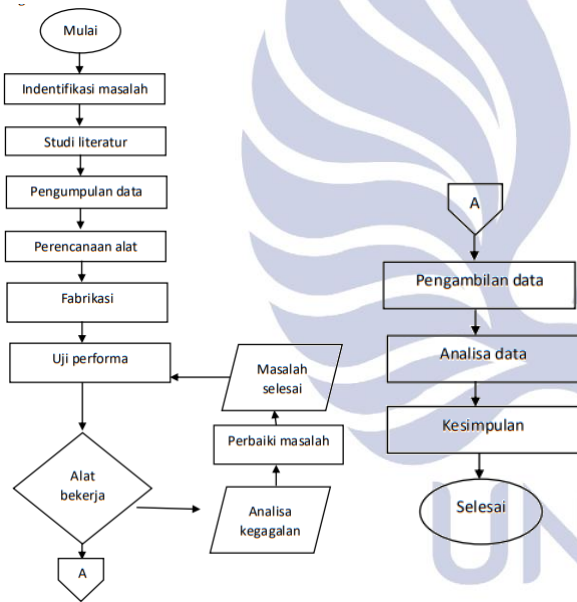 Mulai
Indentifikasi masalah
Studi literatur
Pengumpulan data
Perencanaan alat
Fabrikasi
Uji performa
Alat
bekerja
A
Masalah
selesai
Perbaiki masalah
Analisa
kegagalan
A
Pengambilan data
Analisa data
Kesimpulan
Selesai
UN